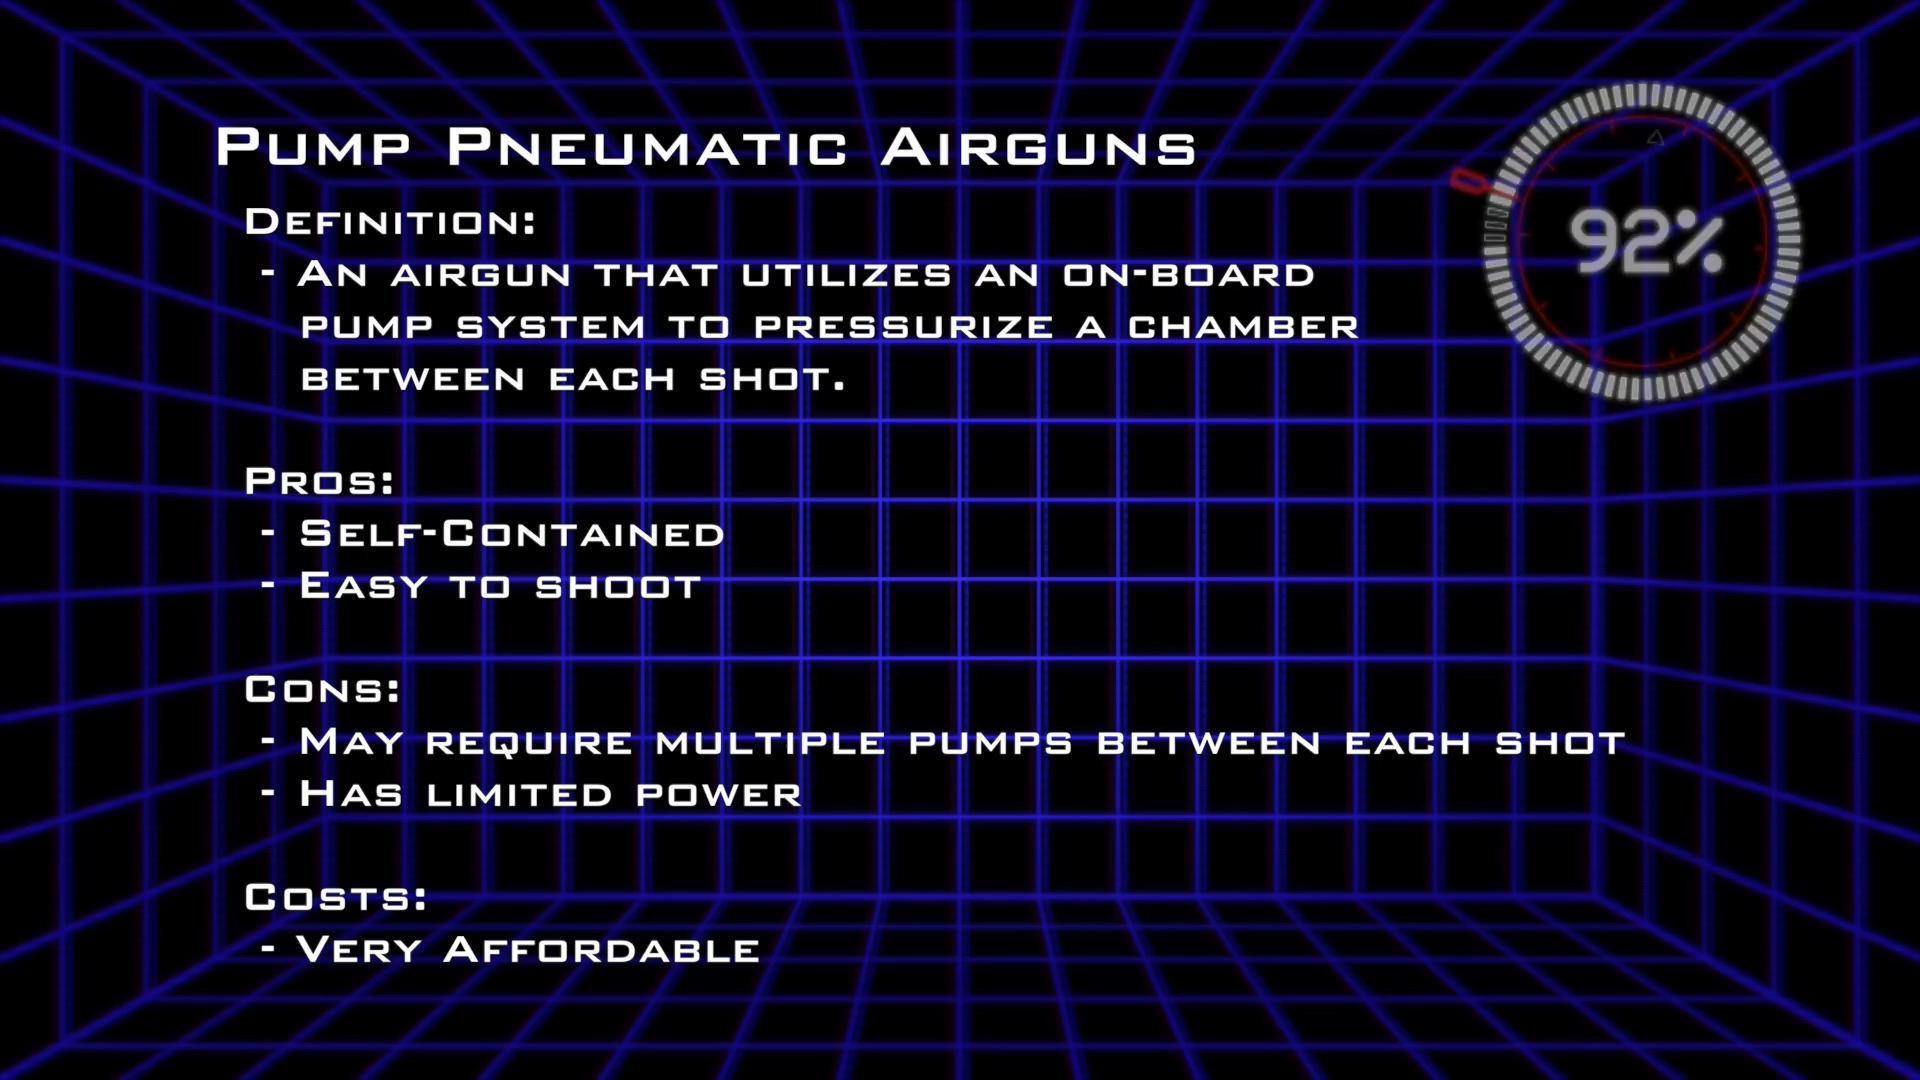 Pump Pneumatic Airguns
92%
Definition:
- An airgun that utilizes an on-board
pump system to pressurize a chamber
between each shot.
Pros:
- Self-Contained
- Easy to shoot
Cons:
- May require multiple pumps between each shot
- Has limited power
Costs:
- Very Affordable